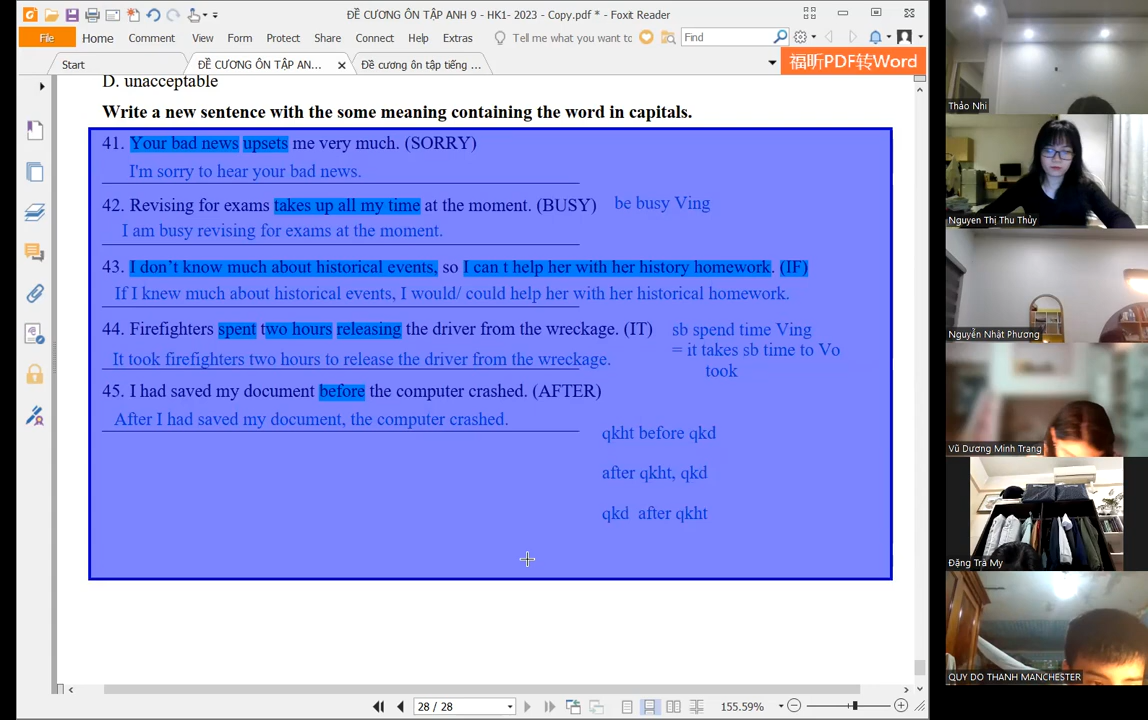 ĐỀ CƯƠNG ÔN TẬP ANH 9 - HK1- 2023 - Copy.pdf * - Foxit Reader
File Home Comment View Form Protect Share Connect Help Extras Tell me what you want to Find
Start ĐỀ CƯƠNG ÔN TẬP AN... Đề cương ôn tập tiếng ... 福昕PDF转Word
D. unacceptable
Write a new sentence with the some meaning containing the word in capitals.
41. Your bad news upsets me very much. (SORRY)
I'm sorry to hear your bad news.
42. Revising for exams takes up all my time at the moment. (BUSY) be busy Ving
I am busy revising for exams at the moment.
43. I don't know much about historical events, so I can t help her with her history homework. (IF)
If I knew much about historical events, I would/ could help her with her historical homework.
44. Firefighters spent two hours releasing the driver from the wreckage. (IT) sb spend time Ving
= it takes sb time to Vo
It took firefighters two hours to release the driver from the wreckage.
took
45. I had saved my document before the computer crashed. (AFTER)
After I had saved my document, the computer crashed.
qkht before qkd
after qkht, qkd
qkd after qkht
28 / 28 155.59%
Thảo Nhi
Nguyen Thi Thu Thủy
Nguyễn Nhật Phương
Vũ Dương Minh Trang
Đặng Trà My
QUY DO THANH MANCHESTER